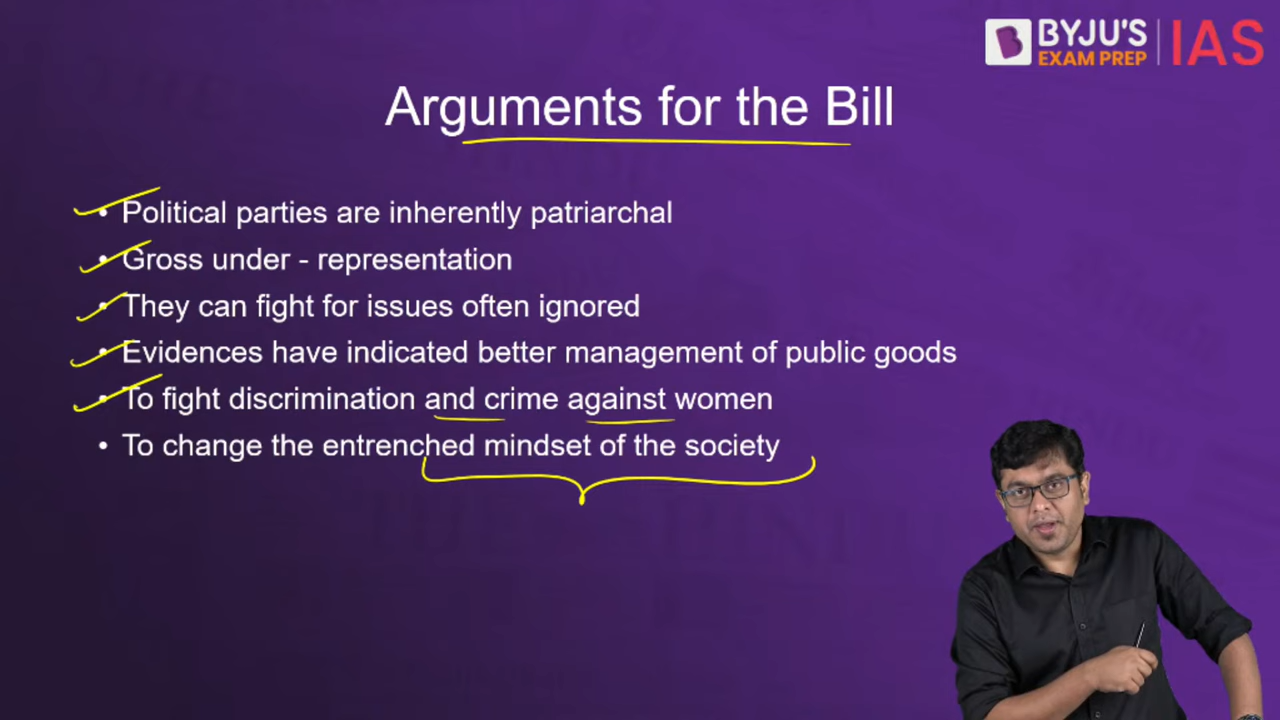 BYJU'S
EXAM PREP
IAS
Arguments for the Bill
• Political parties are inherently patriarchal
• Gross under - representation
• They can fight for issues often ignored
• Evidences have indicated better management of public goods
• To fight discrimination and crime against women
• To change the entrenched mindset of the society